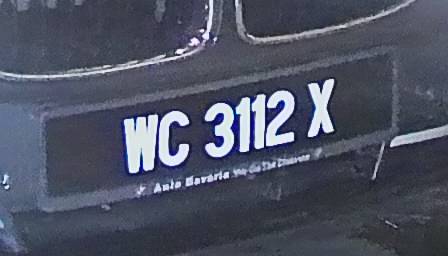 WC 3112 X
Auto Bavaria